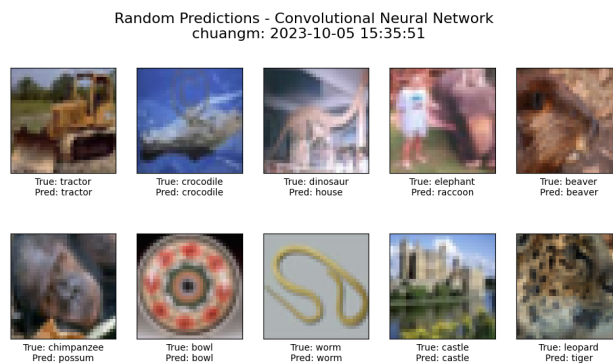 Random Predictions - Convolutional Neural Network
chuangm: 2023-10-05 15:35:51
True: tractor
Pred: tractor
True: crocodile
Pred: crocodile
True: dinosaur
Pred: house
True: elephant
Pred: raccoon
True: beaver
Pred: beaver
True: chimpanzee
Pred: possum
True: bowl
Pred: bowl
True: worm
Pred: worm
True: castle
Pred: castle
True: leopard
Pred: tiger